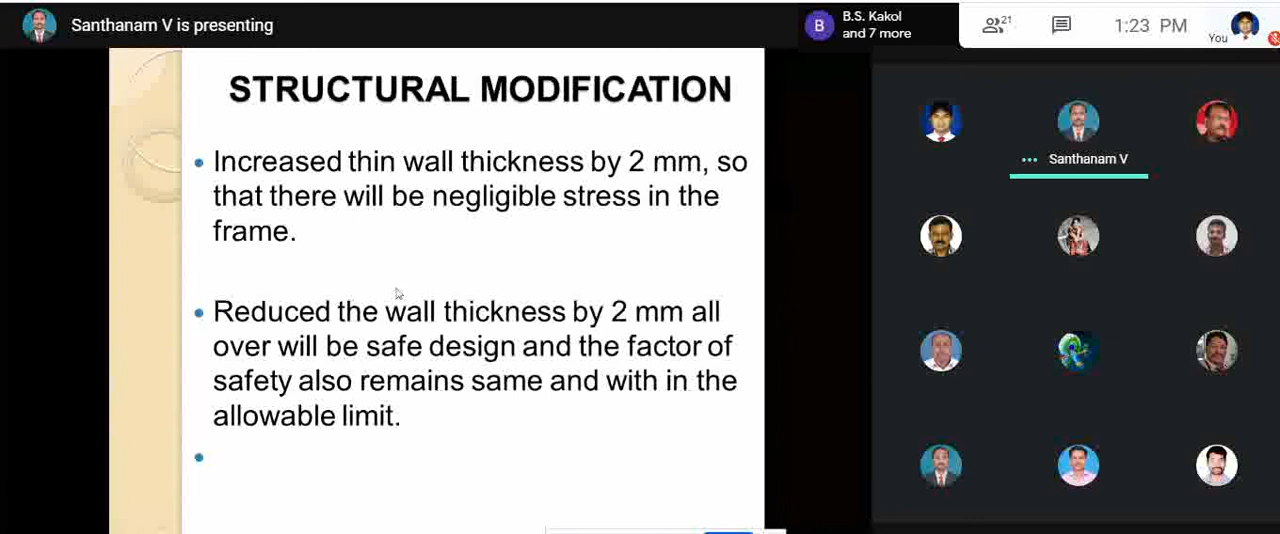 Santhanam V is presenting
B
B.S. Kakol
and 7 more
21
1:23 PM
You
STRUCTURAL MODIFICATION
• Increased thin wall thickness by 2 mm, so
that there will be negligible stress in the
frame.
• Reduced the wall thickness by 2 mm all
over will be safe design and the factor of
safety also remains same and with in the
allowable limit.
•
Santhanam V